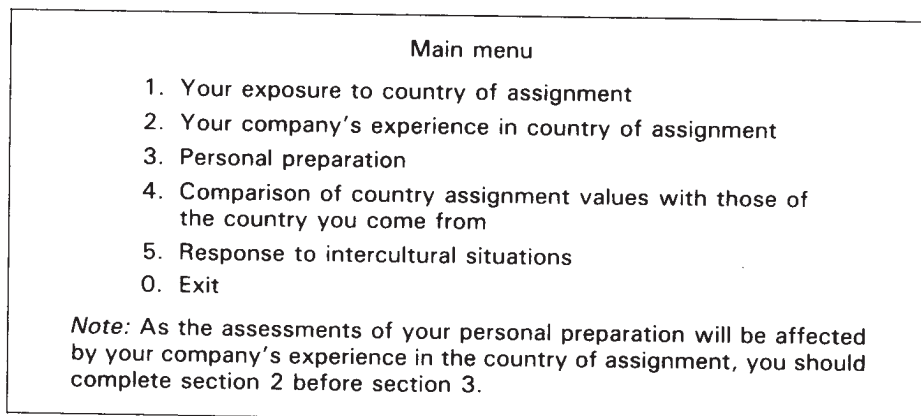 Main menu
1. Your exposure to country of assignment
2. Your company's experience in country of assignment
3. Personal preparation
4. Comparison of country assignment values with those of
the country you come from
5. Response to intercultural situations
0. Exit
Note: As the assessments of your personal preparation will be affected
by your company's experience in the country of assignment, you should
complete section 2 before section 3.